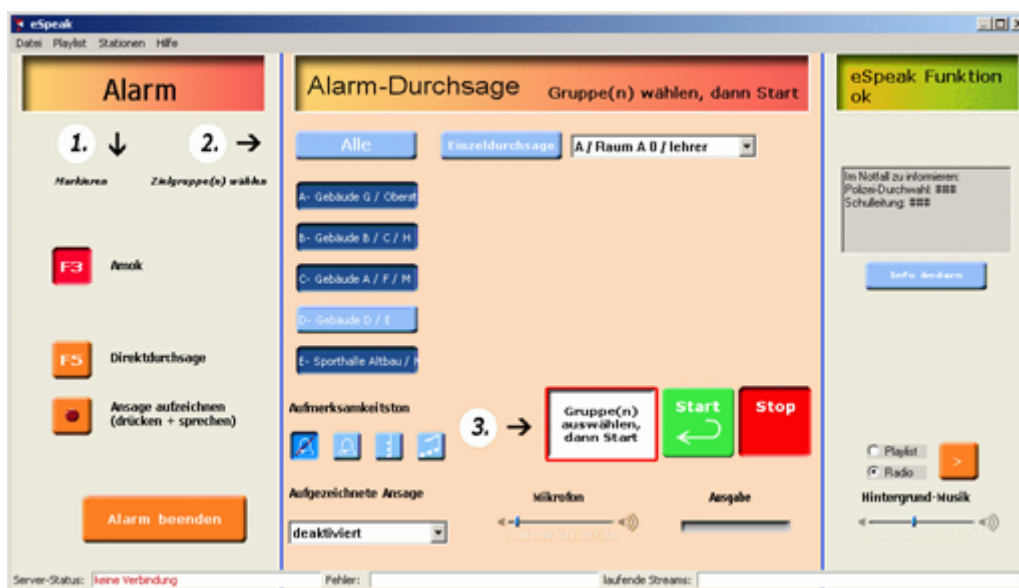 eSpeak
Datei Playlist Stationen Hilfe
Alarm
1. ↓ 2. →
Markieren Zielgruppe(n) wählen
F3 Amok
F5 Direktdurchsage
Ansage aufzeichnen
(drücken + sprechen)
Alarm beenden
Alarm-Durchsage Gruppe(n) wählen, dann Start
Alle Einzeldurchsage A / Raum A 0 / lehrer
A- Gebäude G / Oberst
B- Gebäude B / C / H
C- Gebäude A / F / M
D- Gebäude D / E
E- Sporthalle Altbau /
Aufmerksamkeitston
3. →
Gruppe(n)
auswählen,
dann Start
Start
Stop
Aufgezeichnete Ansage
deaktiviert
Mikrofon
Ausgabe
eSpeak Funktion
ok
Im Notfall zu informieren:
Polizei-Durchwahl: ###
Schulleitung: ###
Info ändern
Playlist
Radio
>
Hintergrund-Musik
Server-Status: keine Verbindung Fehler: laufende Streams: